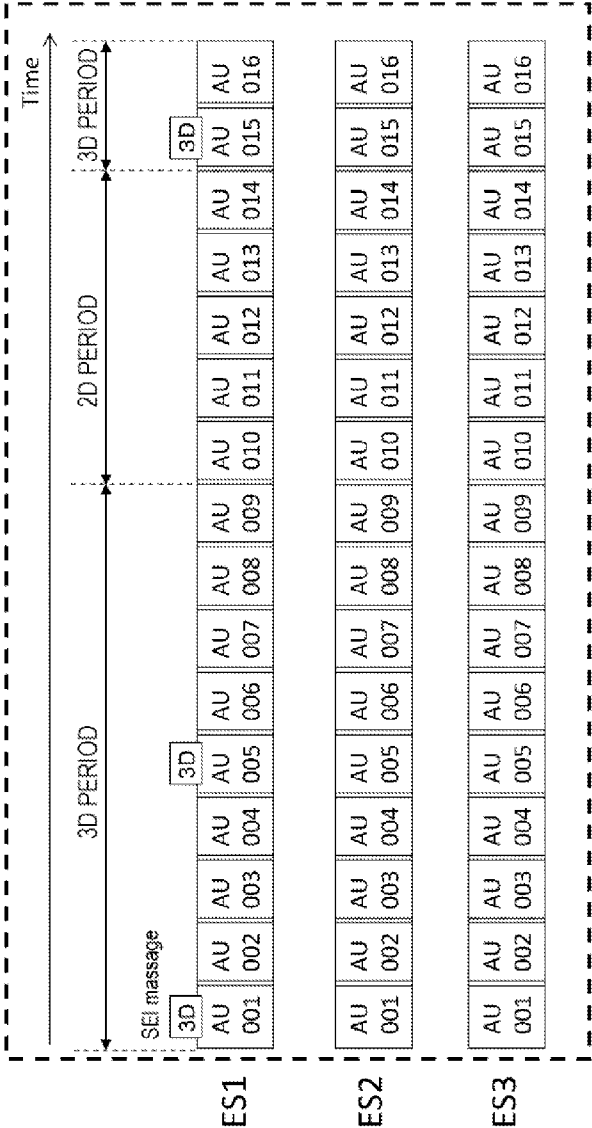 Time
3D PERIOD
2D PERIOD
3D PERIOD
SEI massage
3D
3D
3D
ES1
AU 001
AU 002
AU 003
AU 004
AU 005
AU 006
AU 007
AU 008
AU 009
AU 010
AU 011
AU 012
AU 013
AU 014
AU 015
AU 016
ES2
AU 001
AU 002
AU 003
AU 004
AU 005
AU 006
AU 007
AU 008
AU 009
AU 010
AU 011
AU 012
AU 013
AU 014
AU 015
AU 016
ES3
AU 001
AU 002
AU 003
AU 004
AU 005
AU 006
AU 007
AU 008
AU 009
AU 010
AU 011
AU 012
AU 013
AU 014
AU 015
AU 016